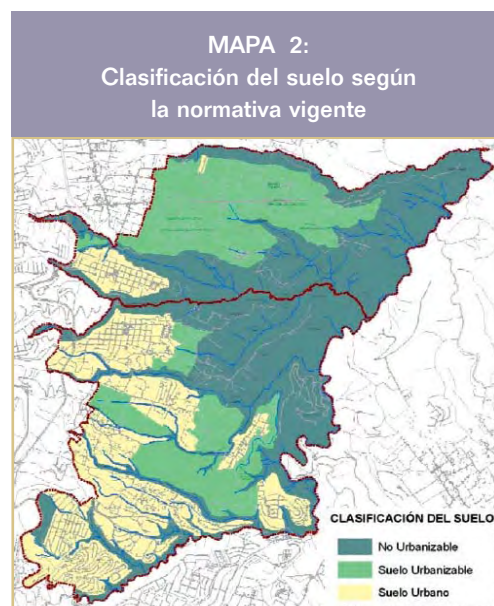 MAPA 2:
Clasificación del suelo según
la normativa vigente
CLASIFICACIÓN DEL SUELO
No Urbanizable
Suelo Urbanizable
Suelo Urbano